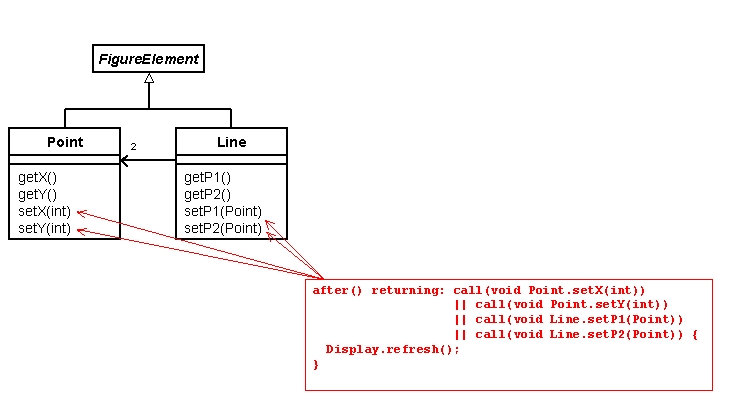 FigureElement
Point
2
Line
getX()
getY()
setX(int)
setY(int)
getP1()
getP2()
setP1(Point)
setP2(Point)
after() returning: call(void Point.setX(int))
|| call(void Point.setY(int))
|| call(void Line.setP1(Point))
|| call(void Line.setP2(Point)) {
Display.refresh();
}